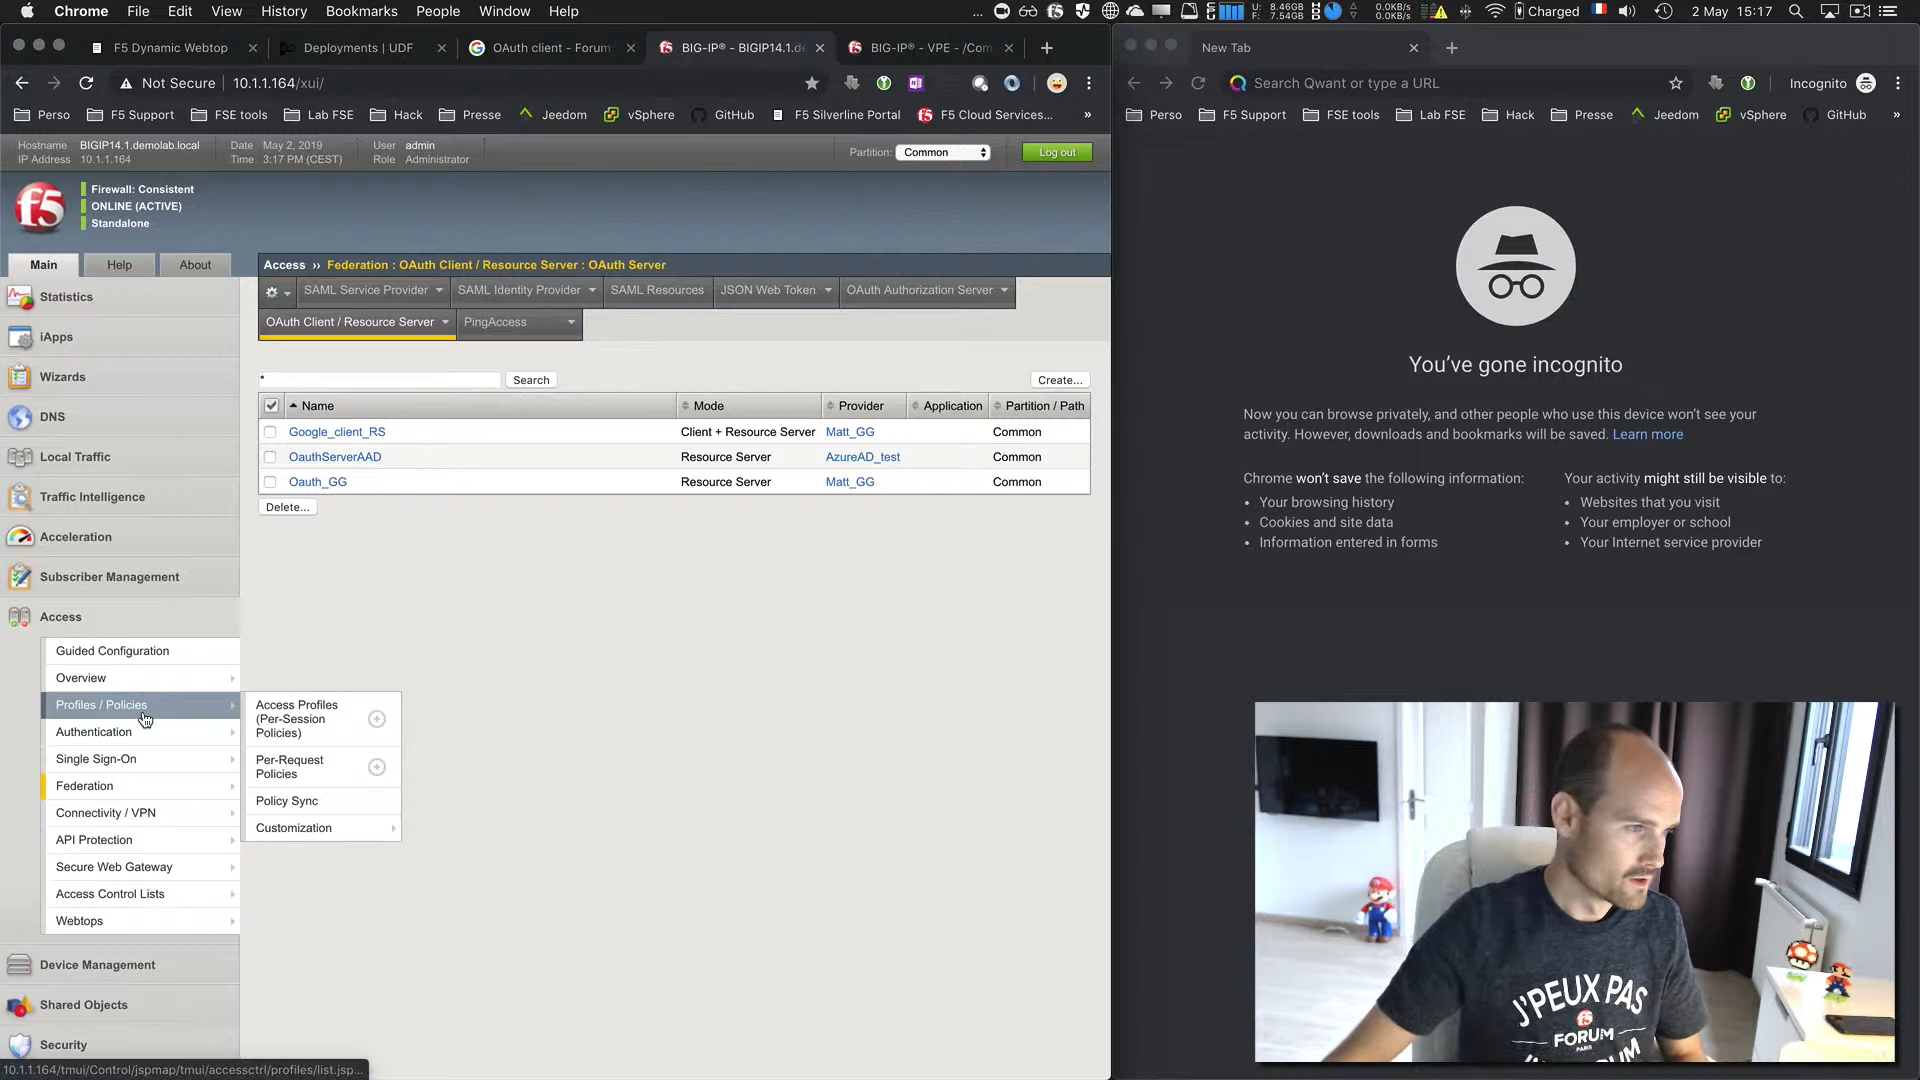 Chrome File Edit View History Bookmarks People Window Help
... U: 8.46GB F: 7.54GB 0.0KB/s 0.0KB/s Charged 2 May 15:17
F5 Dynamic Webtop Deployments | UDF OAuth client - Forum BIG-IP® - BIGIP14.1.de BIG-IP® - VPE - /Com
Not Secure 10.1.1.164/xui/
Perso F5 Support FSE tools Lab FSE Hack Presse Jeedom vSphere GitHub F5 Silverline Portal F5 Cloud Services... »
Hostname BIGIP14.1.demolab.local Date May 2, 2019 User admin
IP Address 10.1.1.164 Time 3:17 PM (CEST) Role Administrator
Partition: Common Log out
f5
Firewall: Consistent
ONLINE (ACTIVE)
Standalone
Main Help About
Access ›› Federation : OAuth Client / Resource Server : OAuth Server
SAML Service Provider SAML Identity Provider SAML Resources JSON Web Token OAuth Authorization Server
OAuth Client / Resource Server PingAccess
* Search Create...
Name Mode Provider Application Partition / Path
Google_client_RS Client + Resource Server Matt_GG Common
OauthServerAAD Resource Server AzureAD_test Common
Oauth_GG Resource Server Matt_GG Common
Delete...
Statistics
iApps
Wizards
DNS
Local Traffic
Traffic Intelligence
Acceleration
Subscriber Management
Access
Guided Configuration
Overview
Profiles / Policies
Authentication
Single Sign-On
Federation
Connectivity / VPN
API Protection
Secure Web Gateway
Access Control Lists
Webtops
Access Profiles
(Per-Session
Policies)
Per-Request
Policies
Policy Sync
Customization
Device Management
Shared Objects
Security
10.1.1.164/tmui/Control/jspmap/tmui/accessctrl/profiles/list.jsp...
New Tab
Search Qwant or type a URL Incognito
Perso F5 Support FSE tools Lab FSE Hack Presse Jeedom vSphere GitHub »
You've gone incognito
Now you can browse privately, and other people who use this device won't see your
activity. However, downloads and bookmarks will be saved. Learn more
Chrome won't save the following information:
• Your browsing history
• Cookies and site data
• Information entered in forms
Your activity might still be visible to:
• Websites that you visit
• Your employer or school
• Your Internet service provider
J'PEUX PAS
f5
FORUM
PARIS